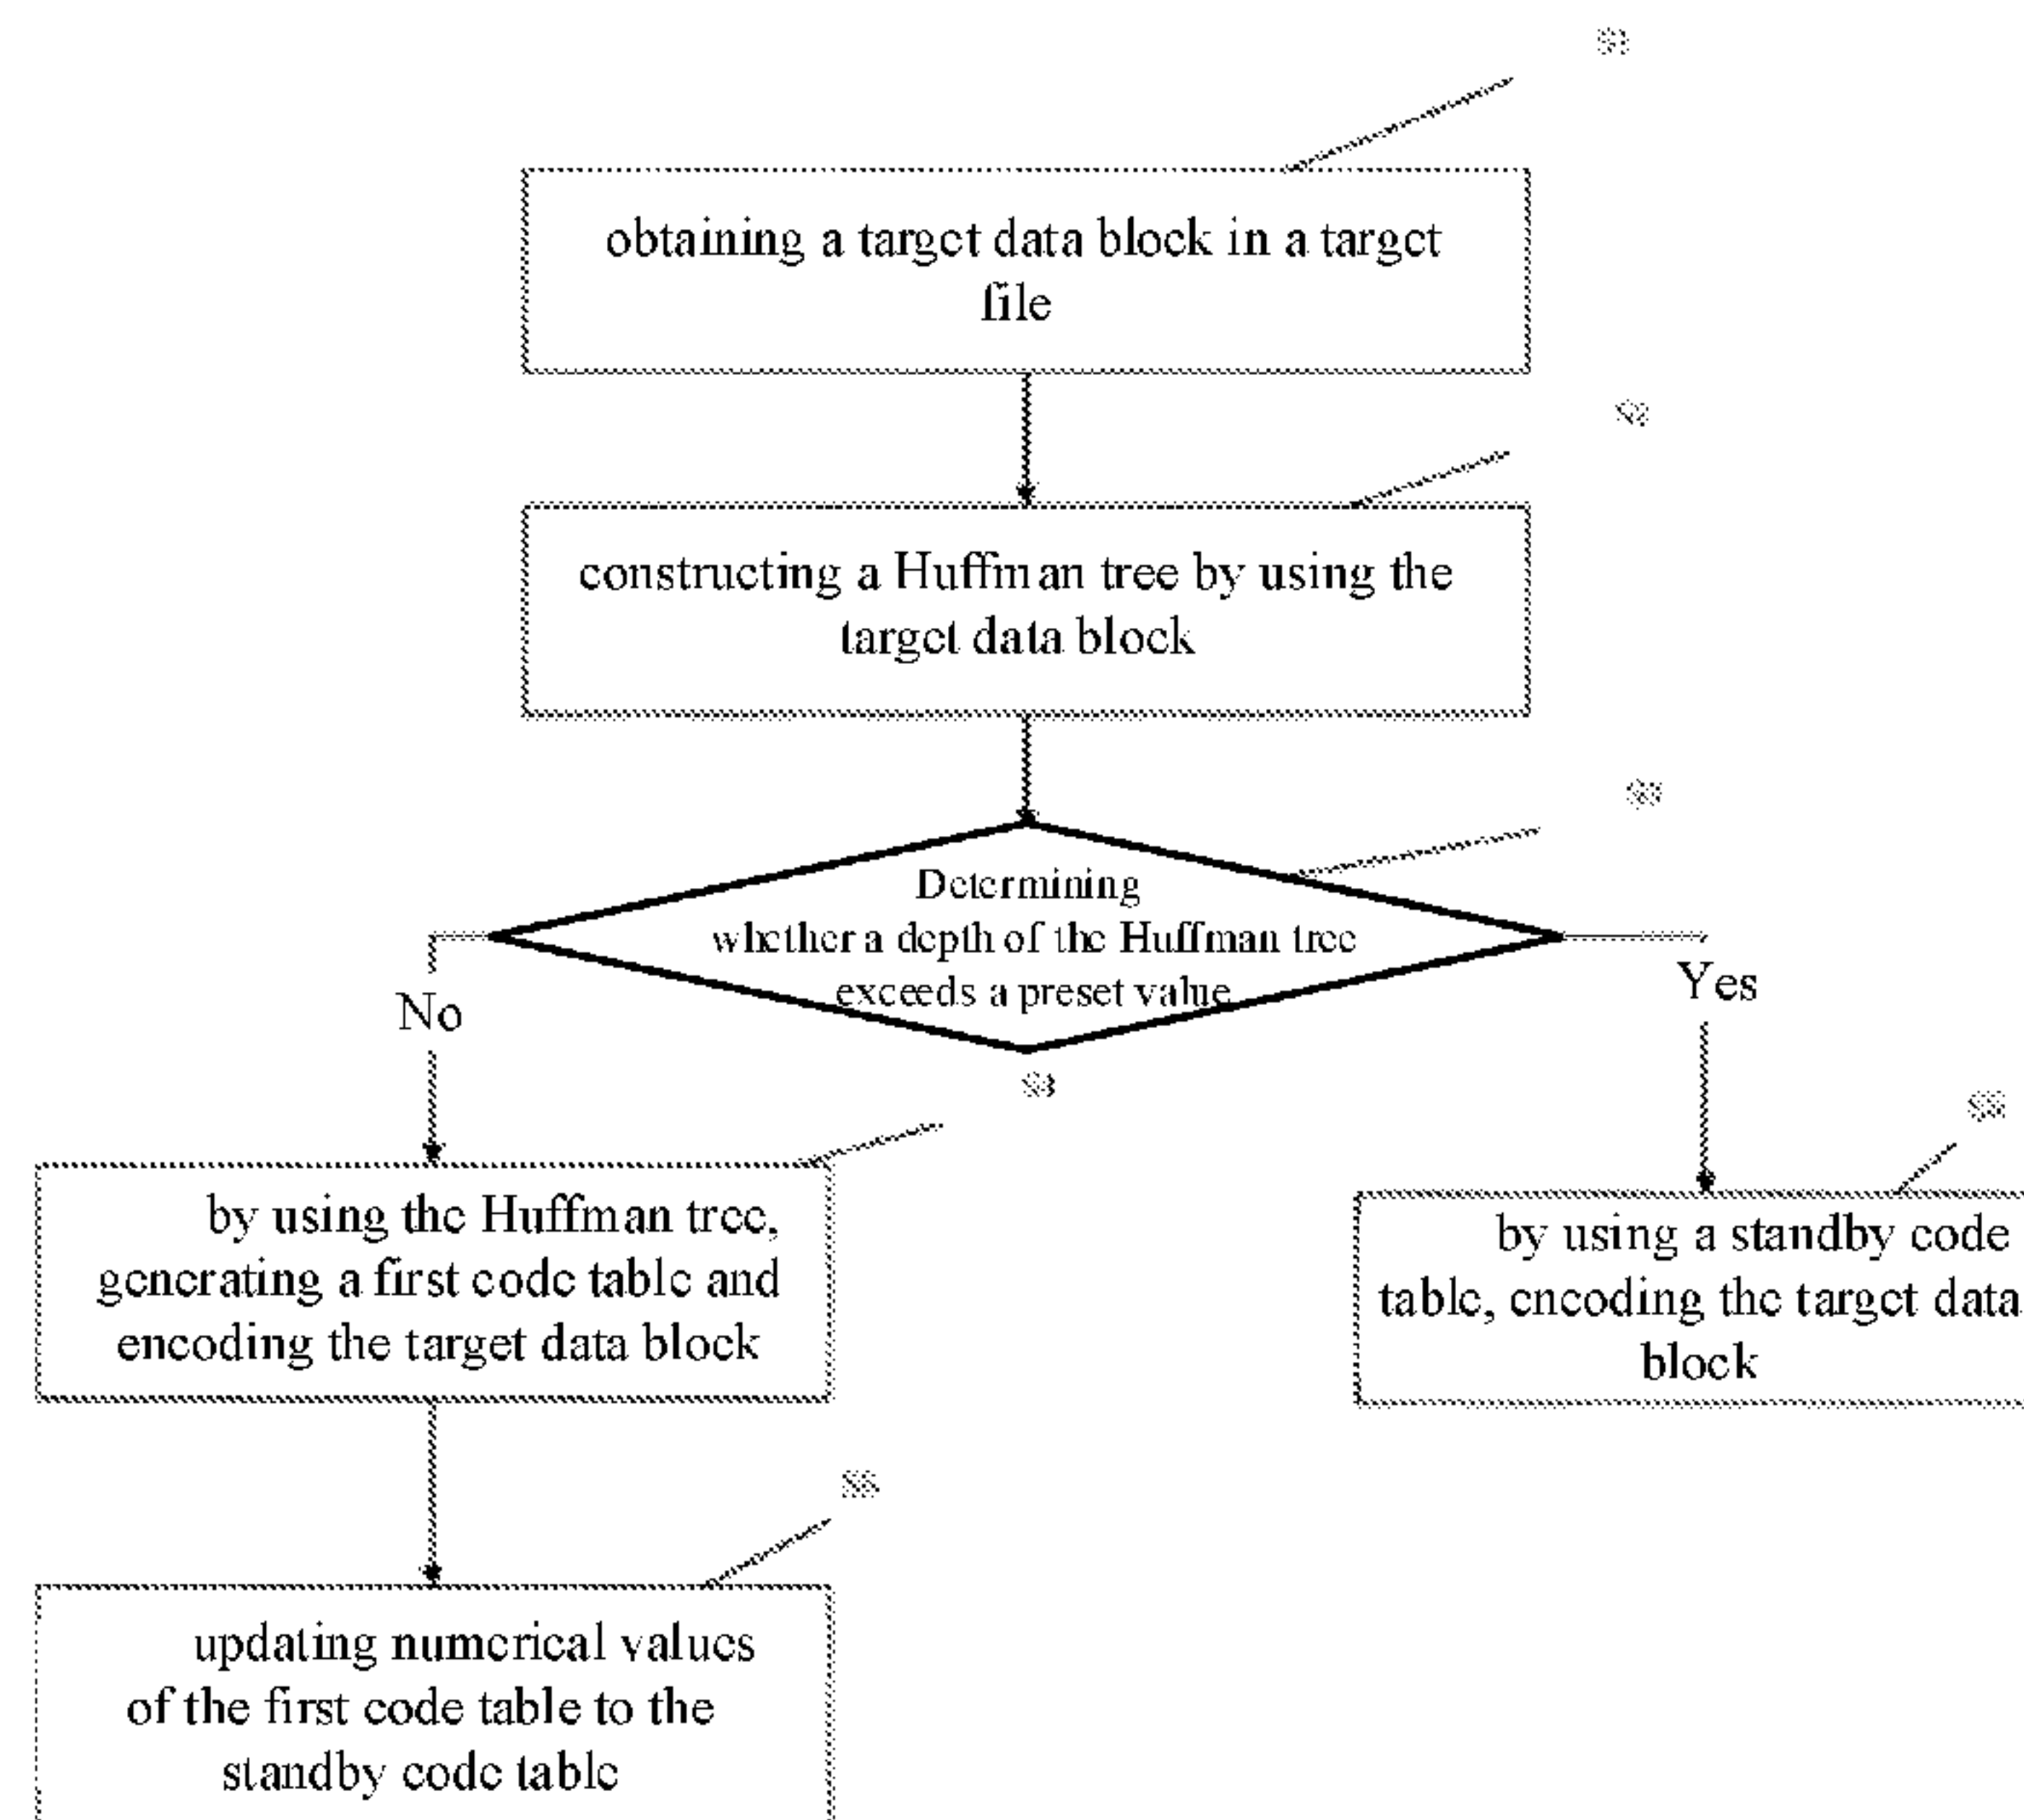 obtaining a target data block in a target
file
constructing a Huffman tree by using the
target data block
Determining
whether a depth of the Huffman tree
exceeds a preset value
No
Yes
by using the Huffman tree,
generating a first code table and
encoding the target data block
by using a standby code
table, encoding the target data
block
updating numerical values
of the first code table to the
standby code table